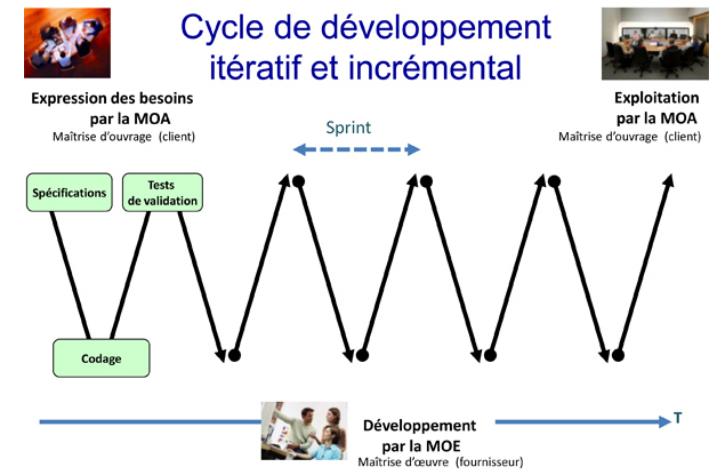 Cycle de développement
itératif et incrémental
Expression des besoins
par la MOA
Maîtrise d'ouvrage (client)
Exploitation
par la MOA
Maîtrise d'ouvrage (client)
Sprint
Spécifications
Tests
de validation
Codage
T
Développement
par la MOE
Maîtrise d'œuvre (fournisseur)